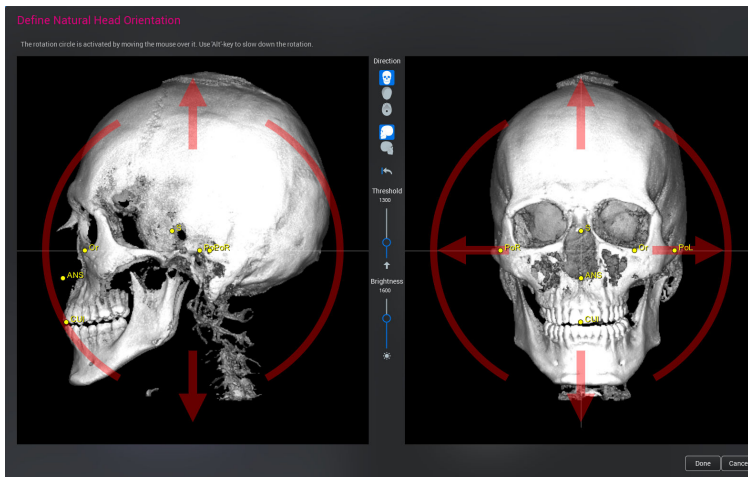 Define Natural Head Orientation
The rotation circle is activated by moving the mouse over it. Use 'Alt'-key to slow down the rotation.
Direction
Threshold
1300
Brightness
1600
S
Or
PoR
ANS
S
PoR
Or
PoL
ANS
CUI
Done
Cance